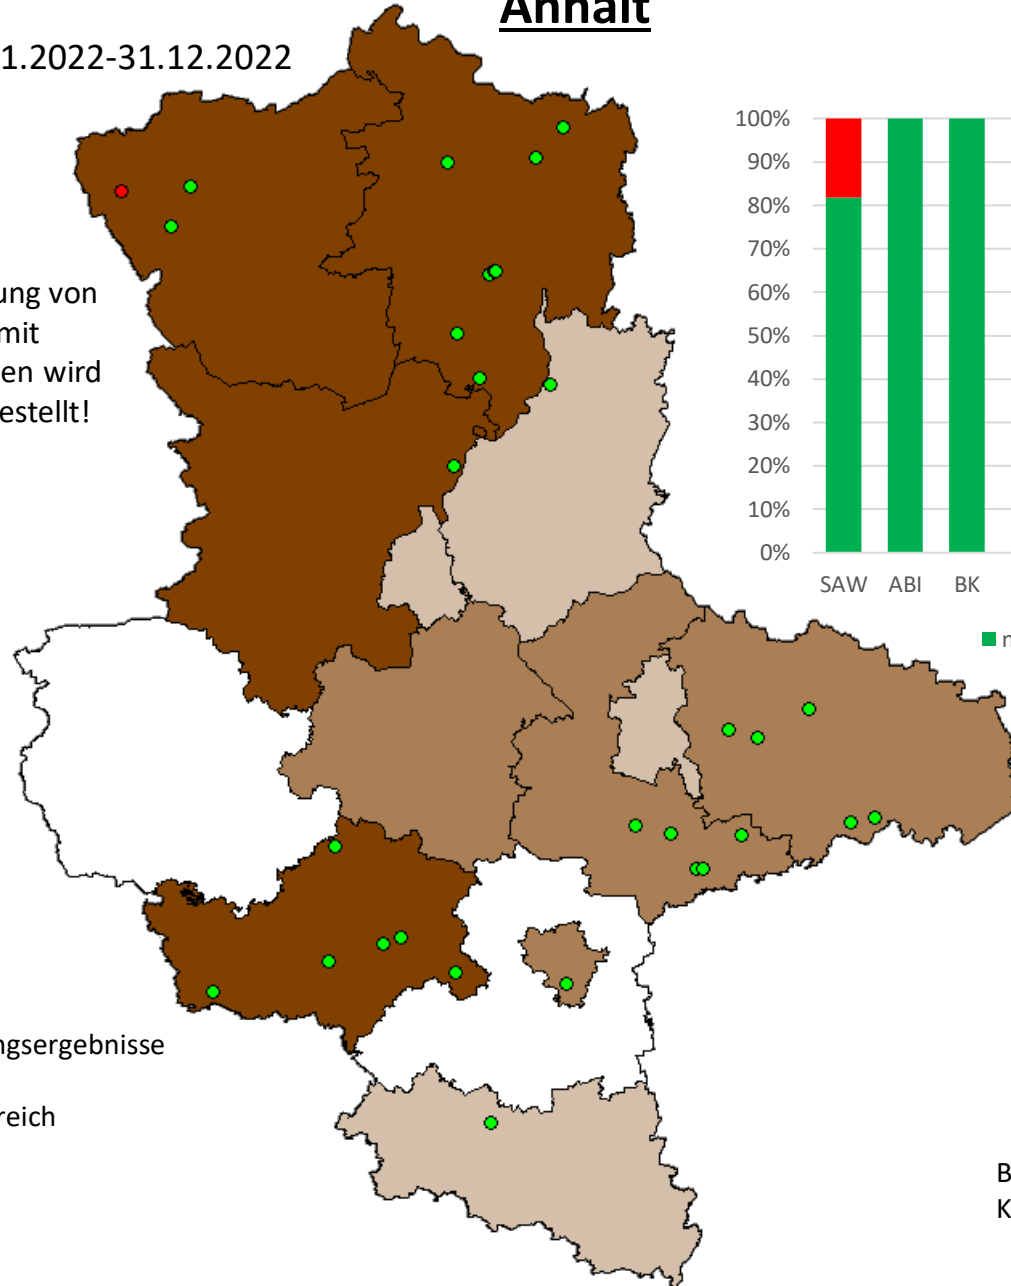 Anhalt
1.2022-31.12.2022
ung von
mit
en wird
estellt!
100%
90%
80%
70%
60%
50%
40%
30%
20%
10%
0%
SAW ABI BK
ngsergebnisse
reich
B
K